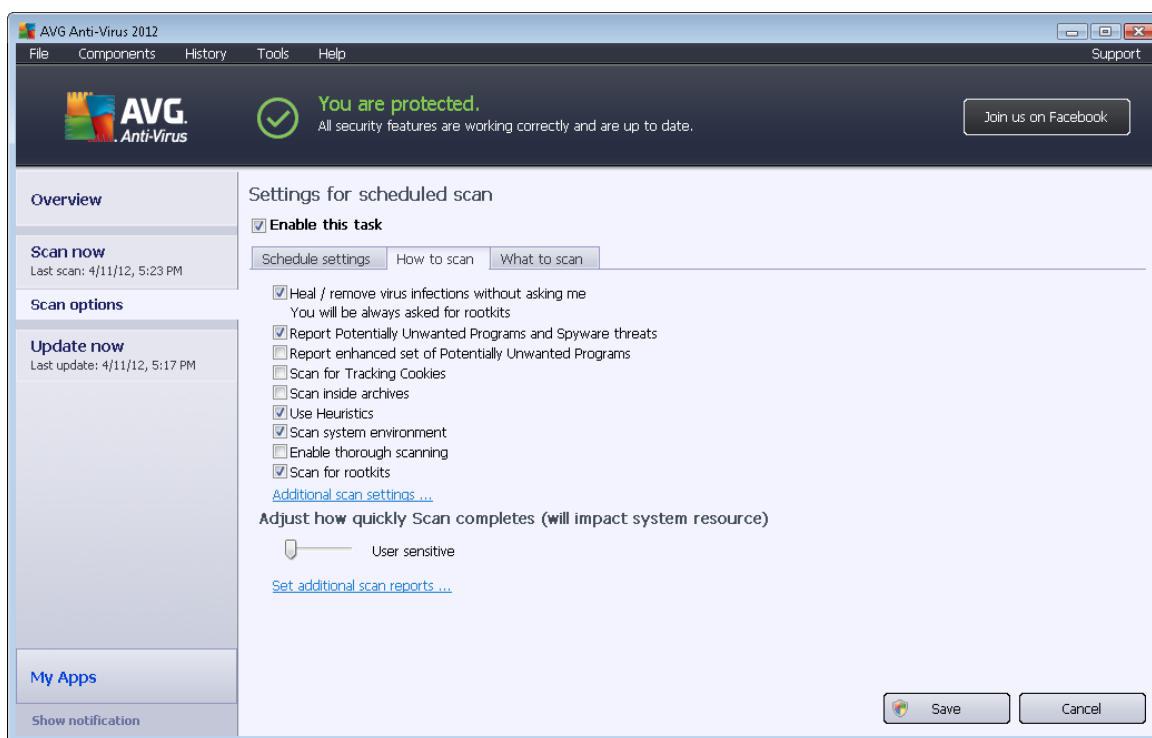 AVG Anti-Virus 2012
File Components History Tools Help Support
AVG.
Anti-Virus
You are protected.
All security features are working correctly and are up to date.
Join us on Facebook
Overview
Scan now
Last scan: 4/11/12, 5:23 PM
Scan options
Update now
Last update: 4/11/12, 5:17 PM
My Apps
Show notification
Settings for scheduled scan
Enable this task
Schedule settings How to scan What to scan
Heal / remove virus infections without asking me
You will be always asked for rootkits
Report Potentially Unwanted Programs and Spyware threats
Report enhanced set of Potentially Unwanted Programs
Scan for Tracking Cookies
Scan inside archives
Use Heuristics
Scan system environment
Enable thorough scanning
Scan for rootkits
Additional scan settings ...
Adjust how quickly Scan completes (will impact system resource)
User sensitive
Set additional scan reports ...
Save Cancel